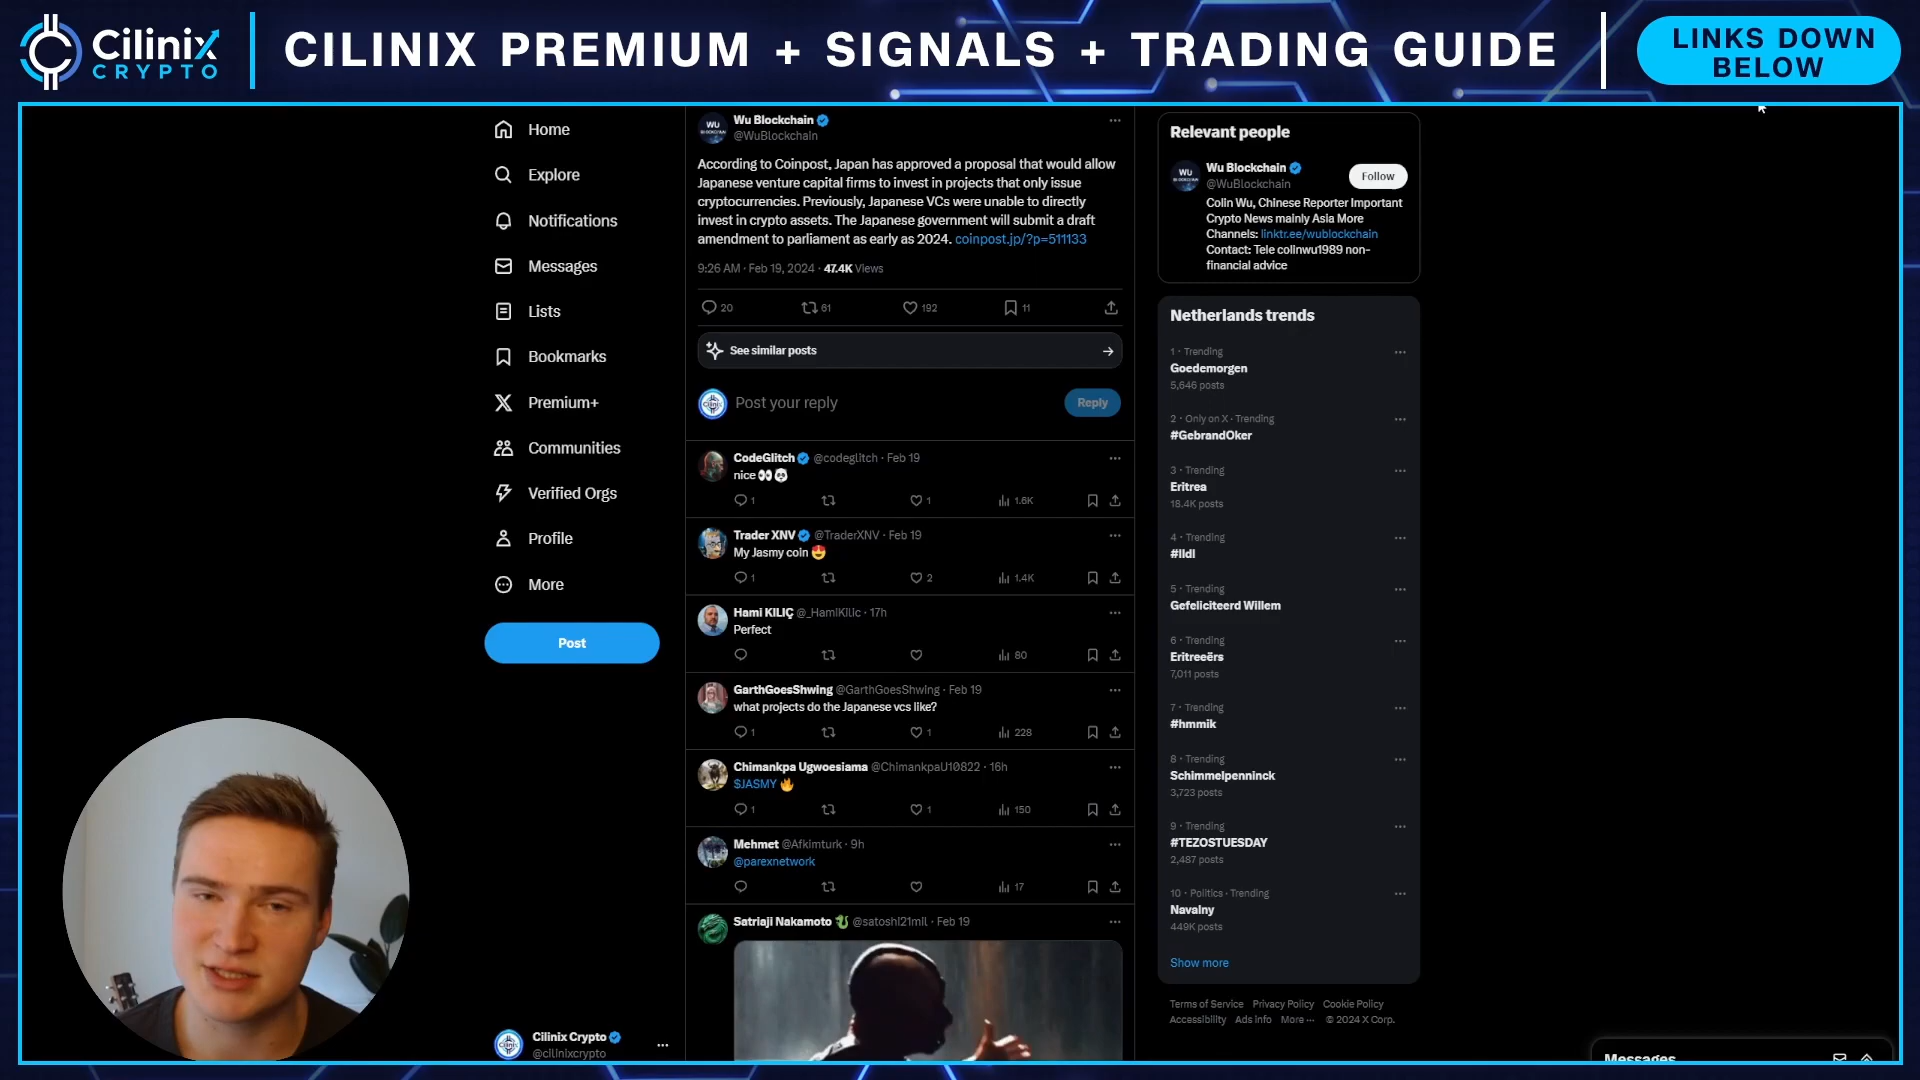 Cilinix
CRYPTO
CILINIX PREMIUM + SIGNALS + TRADING GUIDE
LINKS DOWN
BELOW
Home
Explore
Notifications
Messages
Lists
Bookmarks
Premium+
Communities
Verified Orgs
Profile
More
Post
Cilinix Crypto
@cilinixcrypto
Wu Blockchain
@WuBlockchain
According to Coinpost, Japan has approved a proposal that would allow
Japanese venture capital firms to invest in projects that only issue
cryptocurrencies. Previously, Japanese VCs were unable to directly
invest in crypto assets. The Japanese government will submit a draft
amendment to parliament as early as 2024. coinpost.jp/?p=511133
9:26 AM · Feb 19, 2024 · 47.4K Views
20 61 192 11
See similar posts
Post your reply
Reply
CodeGlitch @codeglitch · Feb 19
nice 👀🐼
1 1 1.6K
Trader XNV @TraderXNV · Feb 19
My Jasmy coin 😍
1 2 1.4K
Hami KILIÇ @_HamiKilic · 17h
Perfect
80
GarthGoesShwing @GarthGoesShwing · Feb 19
what projects do the Japanese vcs like?
1 1 228
Chimankpa Ugwoesiama @ChimankpaU10822 · 16h
$JASMY 🔥
1 1 150
Mehmet @Afkimturk · 9h
@parexnetwork
17
Satriaji Nakamoto 🐉 @satoshi21mil · Feb 19
Relevant people
Wu Blockchain
@WuBlockchain
Follow
Colin Wu, Chinese Reporter Important
Crypto News mainly Asia More
Channels: linktr.ee/wublockchain
Contact: Tele colinwu1989 non-
financial advice
Netherlands trends
1 · Trending
Goedemorgen
5,646 posts
2 · Only on X · Trending
#GebrandOker
3 · Trending
Eritrea
18.4K posts
4 · Trending
#lidl
5 · Trending
Gefeliciteerd Willem
6 · Trending
Eritreeërs
7,011 posts
7 · Trending
#hmmik
8 · Trending
Schimmelpenninck
3,723 posts
9 · Trending
#TEZOSTUESDAY
2,487 posts
10 · Politics · Trending
Navalny
449K posts
Show more
Terms of Service Privacy Policy Cookie Policy
Accessibility Ads info More ··· © 2024 X Corp.
Messages